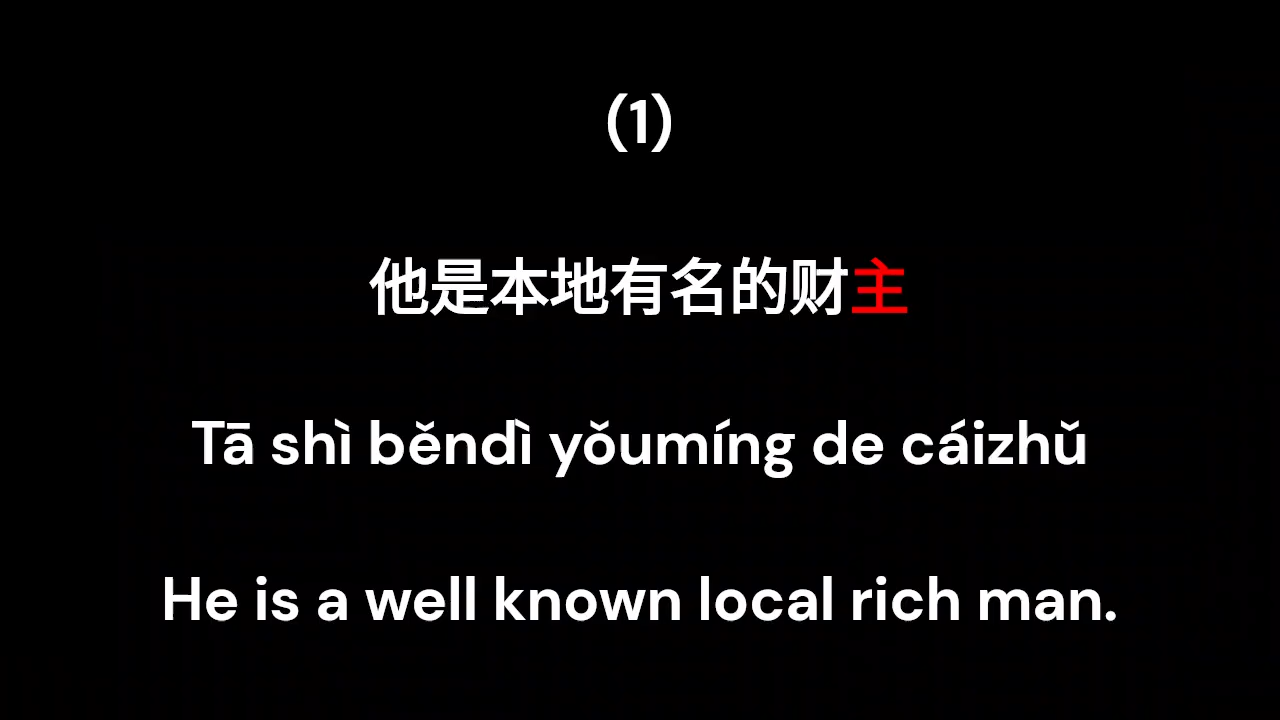 (1)
他是本地有名的财主
Tā shì běndì yǒumíng de cáizhǔ
He is a well known local rich man.